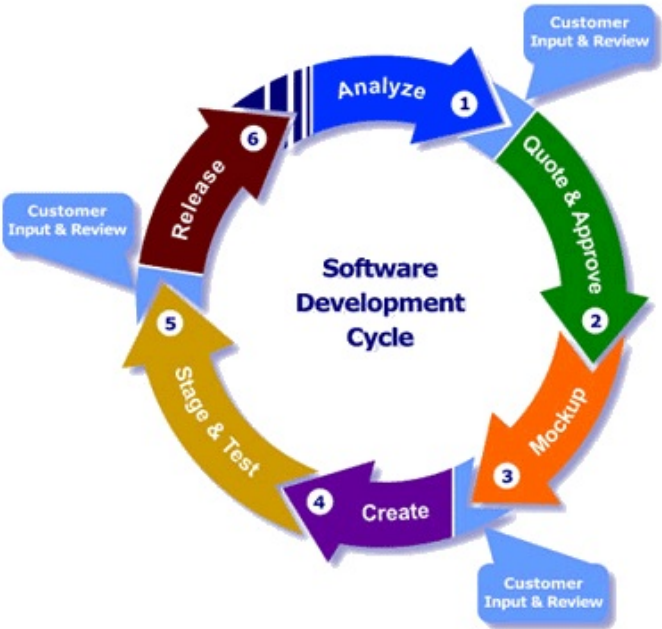 Customer
Input & Review
Analyze
1
Quote & Approve
2
Mockup
3
Customer
Input & Review
Create
4
Stage & Test
5
Customer
Input & Review
Release
6
Software
Development
Cycle